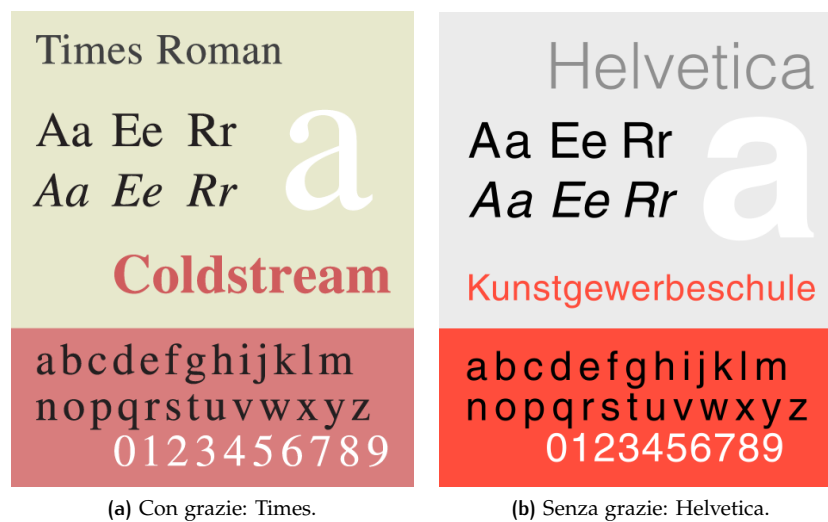 Times Roman
Aa Ee Rr
a
Aa Ee Rr
Coldstream
abcdefghijklm
nopqrstuvwxyz
0123456789
(a) Con grazie: Times.
Helvetica
Aa Ee Rr
a
Aa Ee Rr
Kunstgewerbeschule
abcdefghijklm
nopqrstuvwxyz
0123456789
(b) Senza grazie: Helvetica.